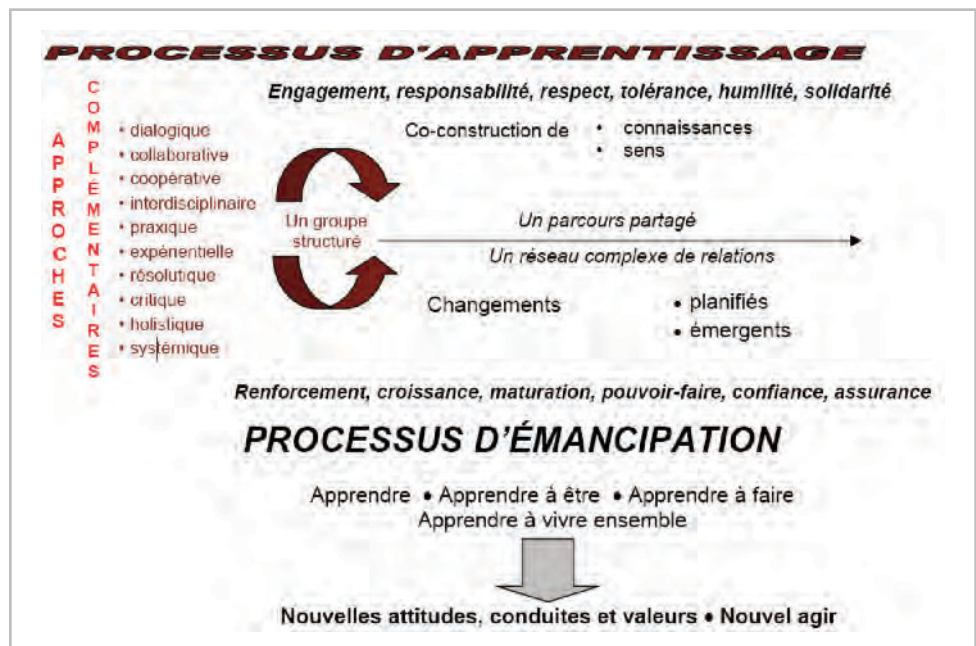 PROCESSUS D'APPRENTISSAGE
APPROCHES
COMPLÉMENTAIRES
• dialogique
• collaborative
• coopérative
• interdisciplinaire
• praxique
• expérientielle
• résolutique
• critique
• holistique
• systémique
Engagement, responsabilité, respect, tolérance, humilité, solidarité
Co-construction de
• connaissances
• sens
Un groupe
structuré
Un parcours partagé
Un réseau complexe de relations
Changements
• planifiés
• émergents
Renforcement, croissance, maturation, pouvoir-faire, confiance, assurance
PROCESSUS D'ÉMANCIPATION
Apprendre • Apprendre à être • Apprendre à faire
Apprendre à vivre ensemble
Nouvelles attitudes, conduites et valeurs • Nouvel agir